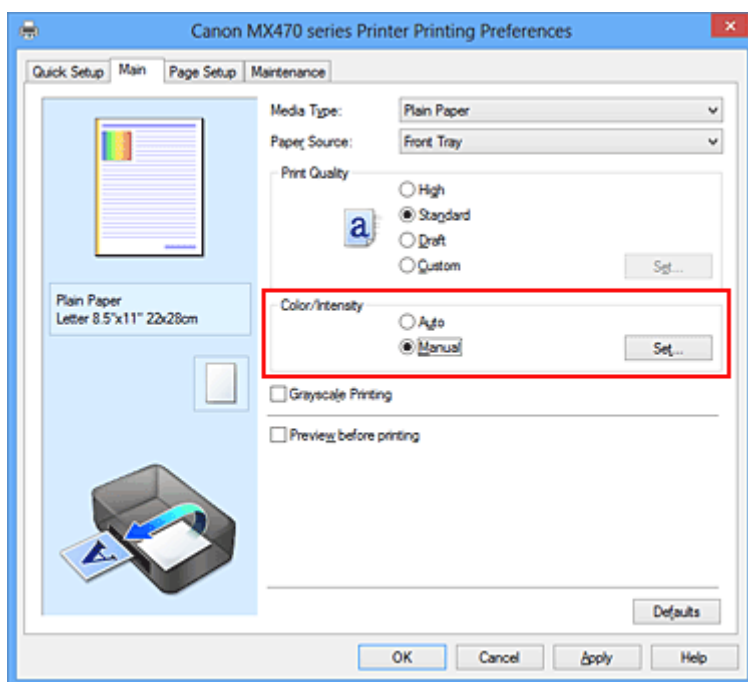 Canon MX470 series Printer Printing Preferences
Quick Setup Main Page Setup Maintenance
Media Type: Plain Paper
Paper Source: Front Tray
Print Quality
High
a Standard
Draft
Custom Set...
Plain Paper
Letter 8.5"x11" 22x28cm
Color/Intensity
Auto
Manual Set...
Grayscale Printing
Preview before printing
A
Defaults
OK Cancel Apply Help